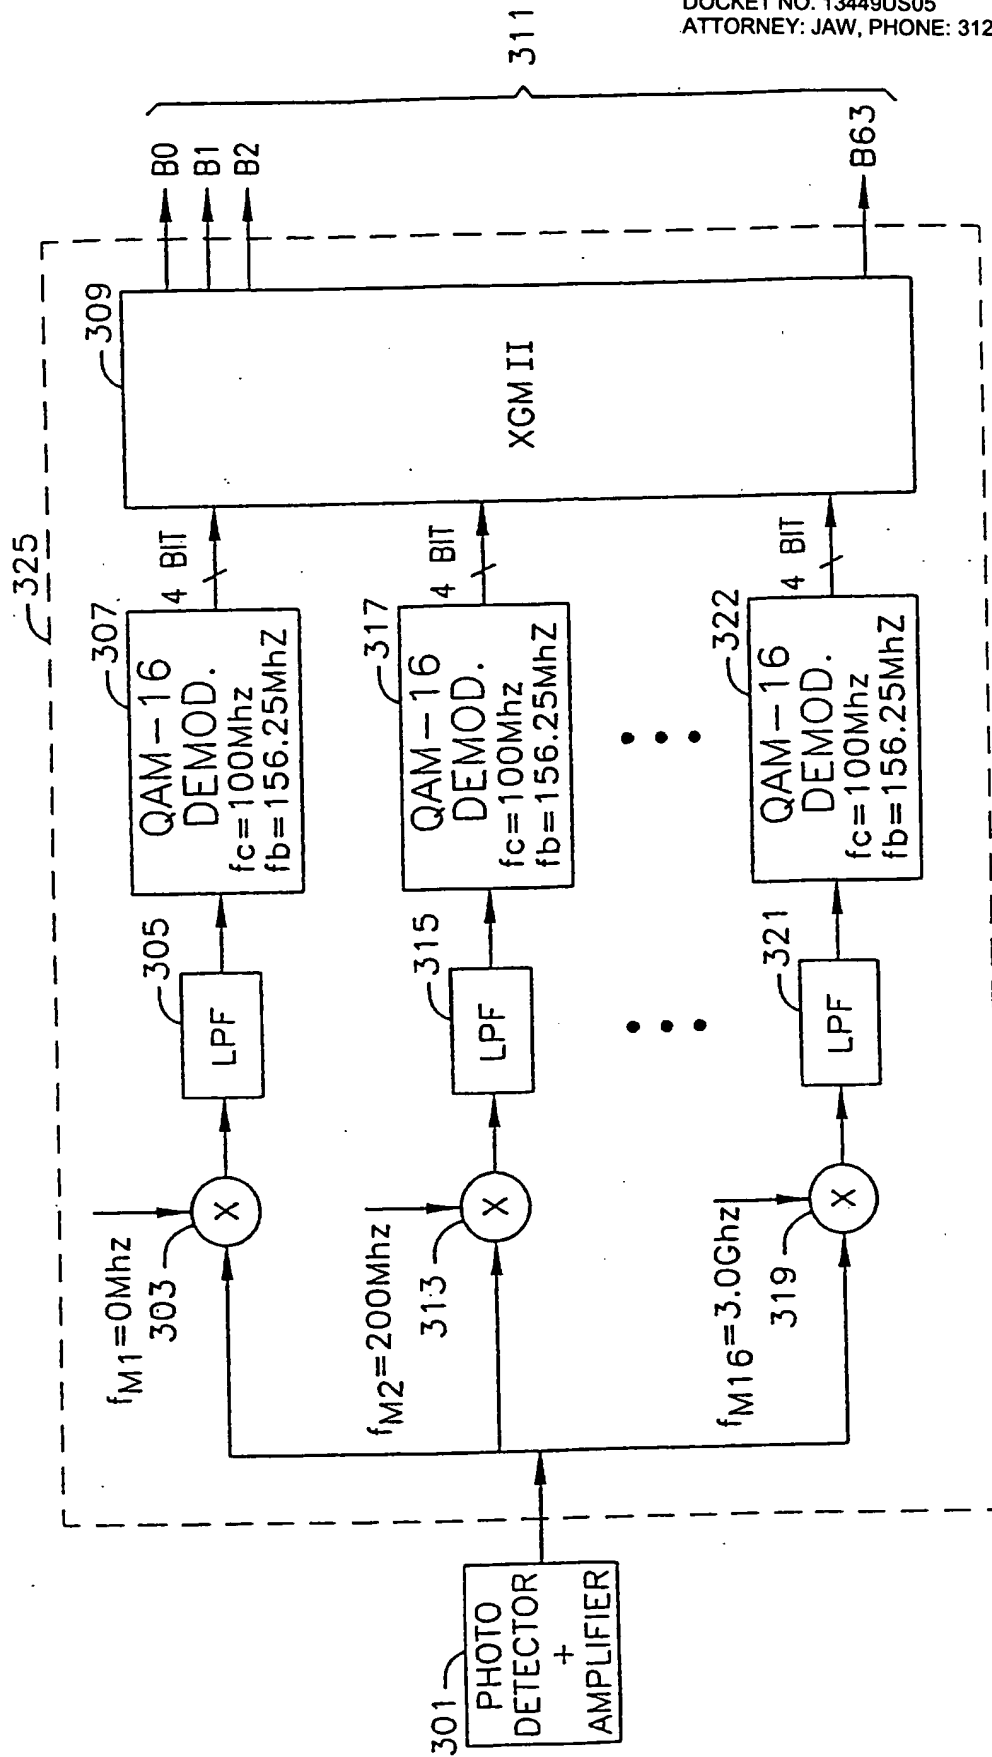 DOCKET NO. 13449US05
ATTORNEY: JAW, PHONE: 312
325
301
PHOTO
DETECTOR
+
AMPLIFIER
fM1=0Mhz
303
X
305
LPF
307
QAM-16
DEMOD.
fc=100Mhz
fb=156.25MhZ
4 BIT
fM2=200Mhz
313
X
315
LPF
317
QAM-16
DEMOD.
fc=100Mhz
fb=156.25MhZ
4 BIT
fM16=3.0Ghz
319
X
321
LPF
322
QAM-16
DEMOD.
fc=100Mhz
fb=156.25MhZ
4 BIT
309
XGM II
B0
B1
B2
B63
311